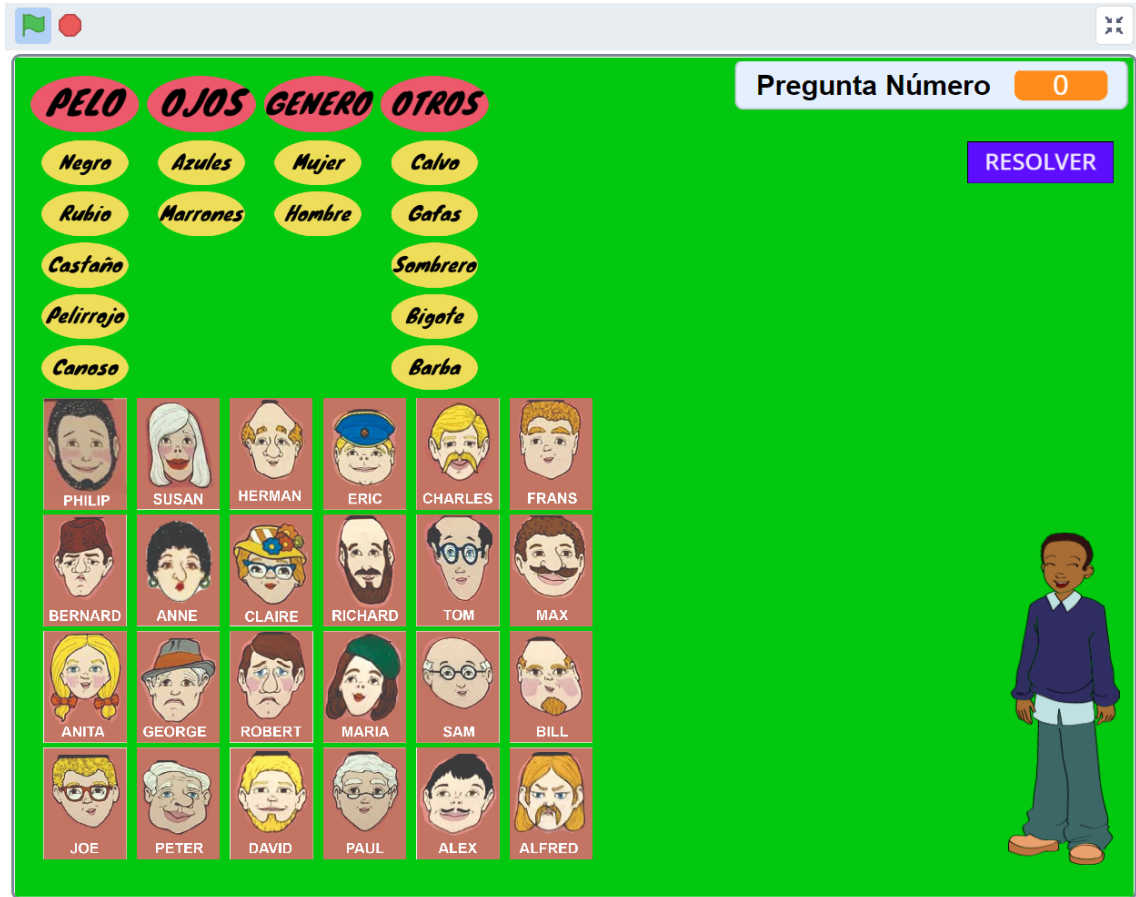 Pregunta Número 0
PELO OJOS GENERO OTROS
Negro Azules Mujer Calvo
RESOLVER
Rubio Marrones Hombre Gafas
Castaño Sombrero
Pelirrojo Bigote
Canoso Barba
PHILIP SUSAN HERMAN ERIC CHARLES FRANS
BERNARD ANNE CLAIRE RICHARD TOM MAX
ANITA GEORGE ROBERT MARIA SAM BILL
JOE PETER DAVID PAUL ALEX ALFRED